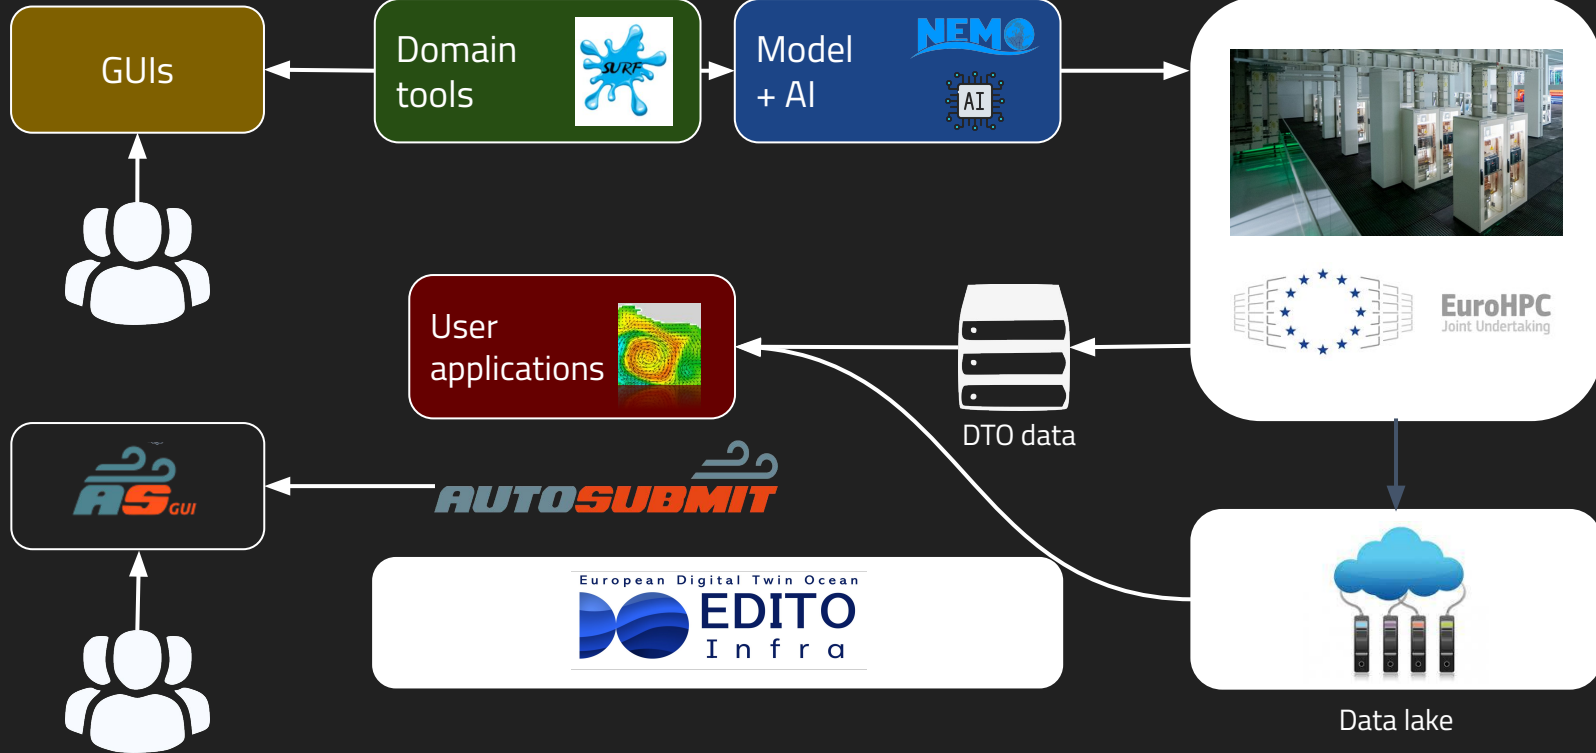 GUIs
Domain
tools
SURF
Model
+ AI
NEMO
AI
EuroHPC
Joint Undertaking
User
applications
DTO data
AS GUI
AUTOSUBMIT
European Digital Twin Ocean
EDITO
Infra
Data lake